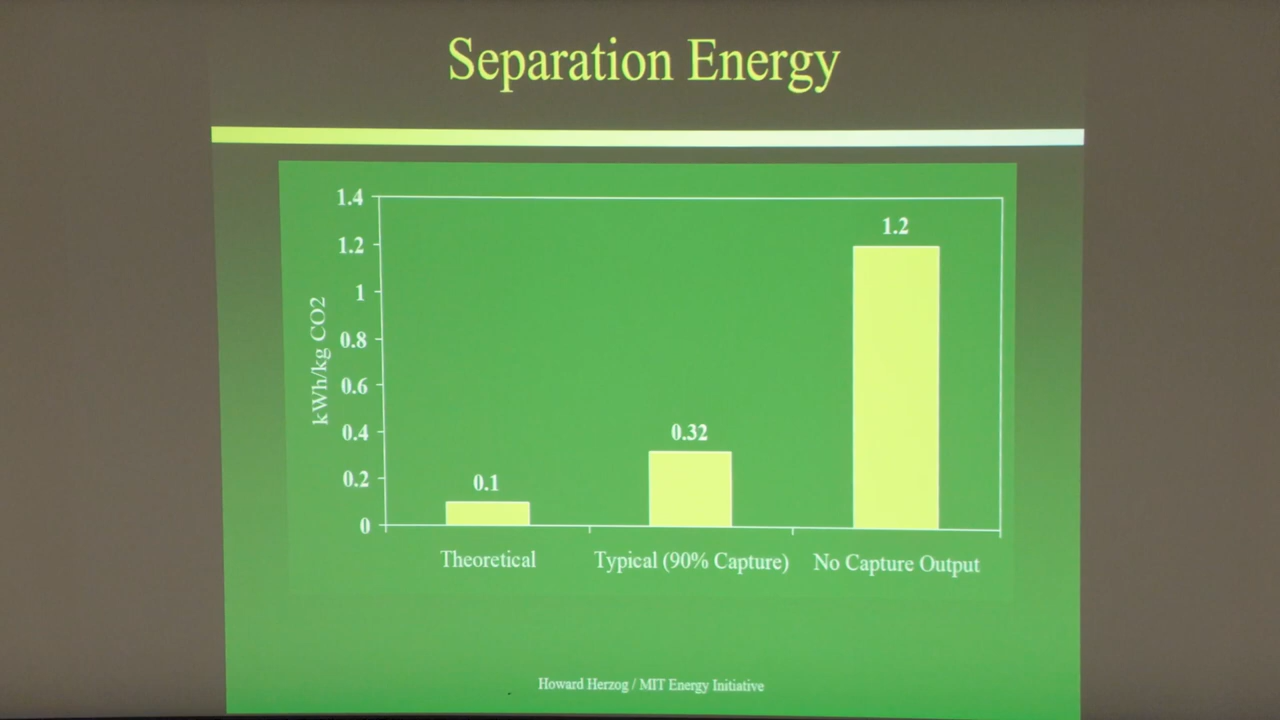 Separation Energy
1.4
1.2
1
0.8
0.6
0.4
0.2
0
kWh/kg CO2
0.1
0.32
1.2
Theoretical
Typical (90% Capture)
No Capture Output
Howard Herzog / MIT Energy Initiative